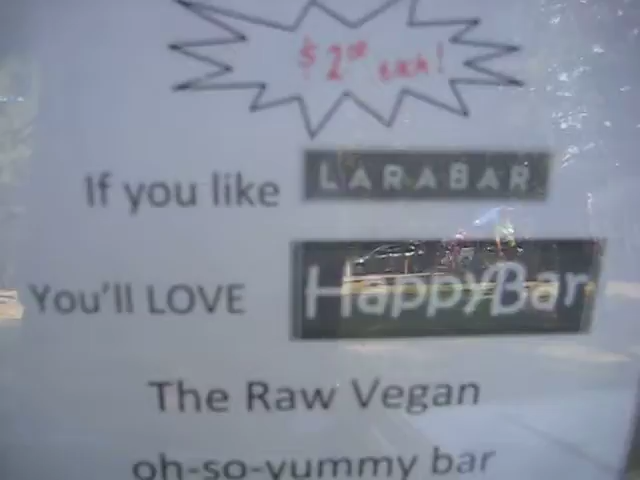 $2.00 each!
If you like LARABAR
You'll LOVE HappyBar
The Raw Vegan
oh-so-yummy bar